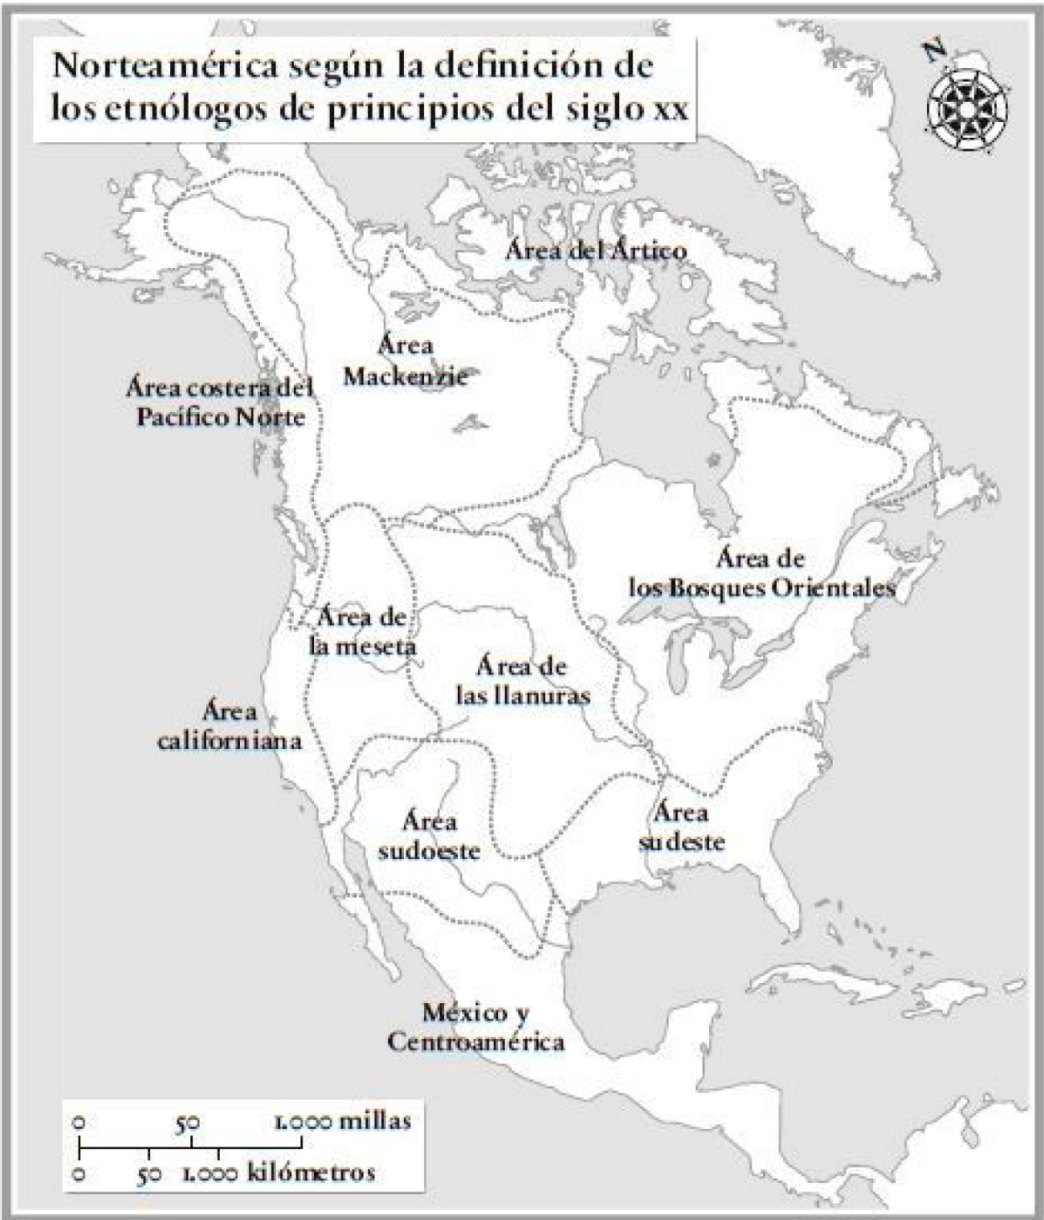 Norteamérica según la definición de
los etnólogos de principios del siglo XX
N
Área del Ártico
Área
Mackenzie
Área costera del
Pacífico Norte
Área de
los Bosques Orientales
Área de
la meseta
Área de
las llanuras
Área
californiana
Área
sudoeste
Área
sudeste
México y
Centroamérica
0 50 1.000 millas
0 50 1.000 kilómetros